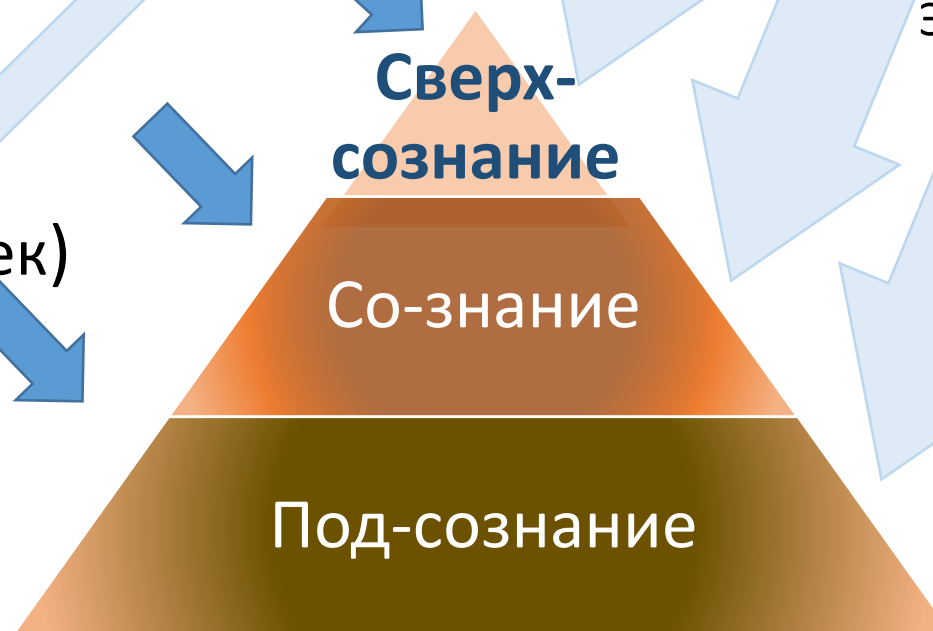 з
Сверх-
сознание
ек)
Со-знание
Под-сознание